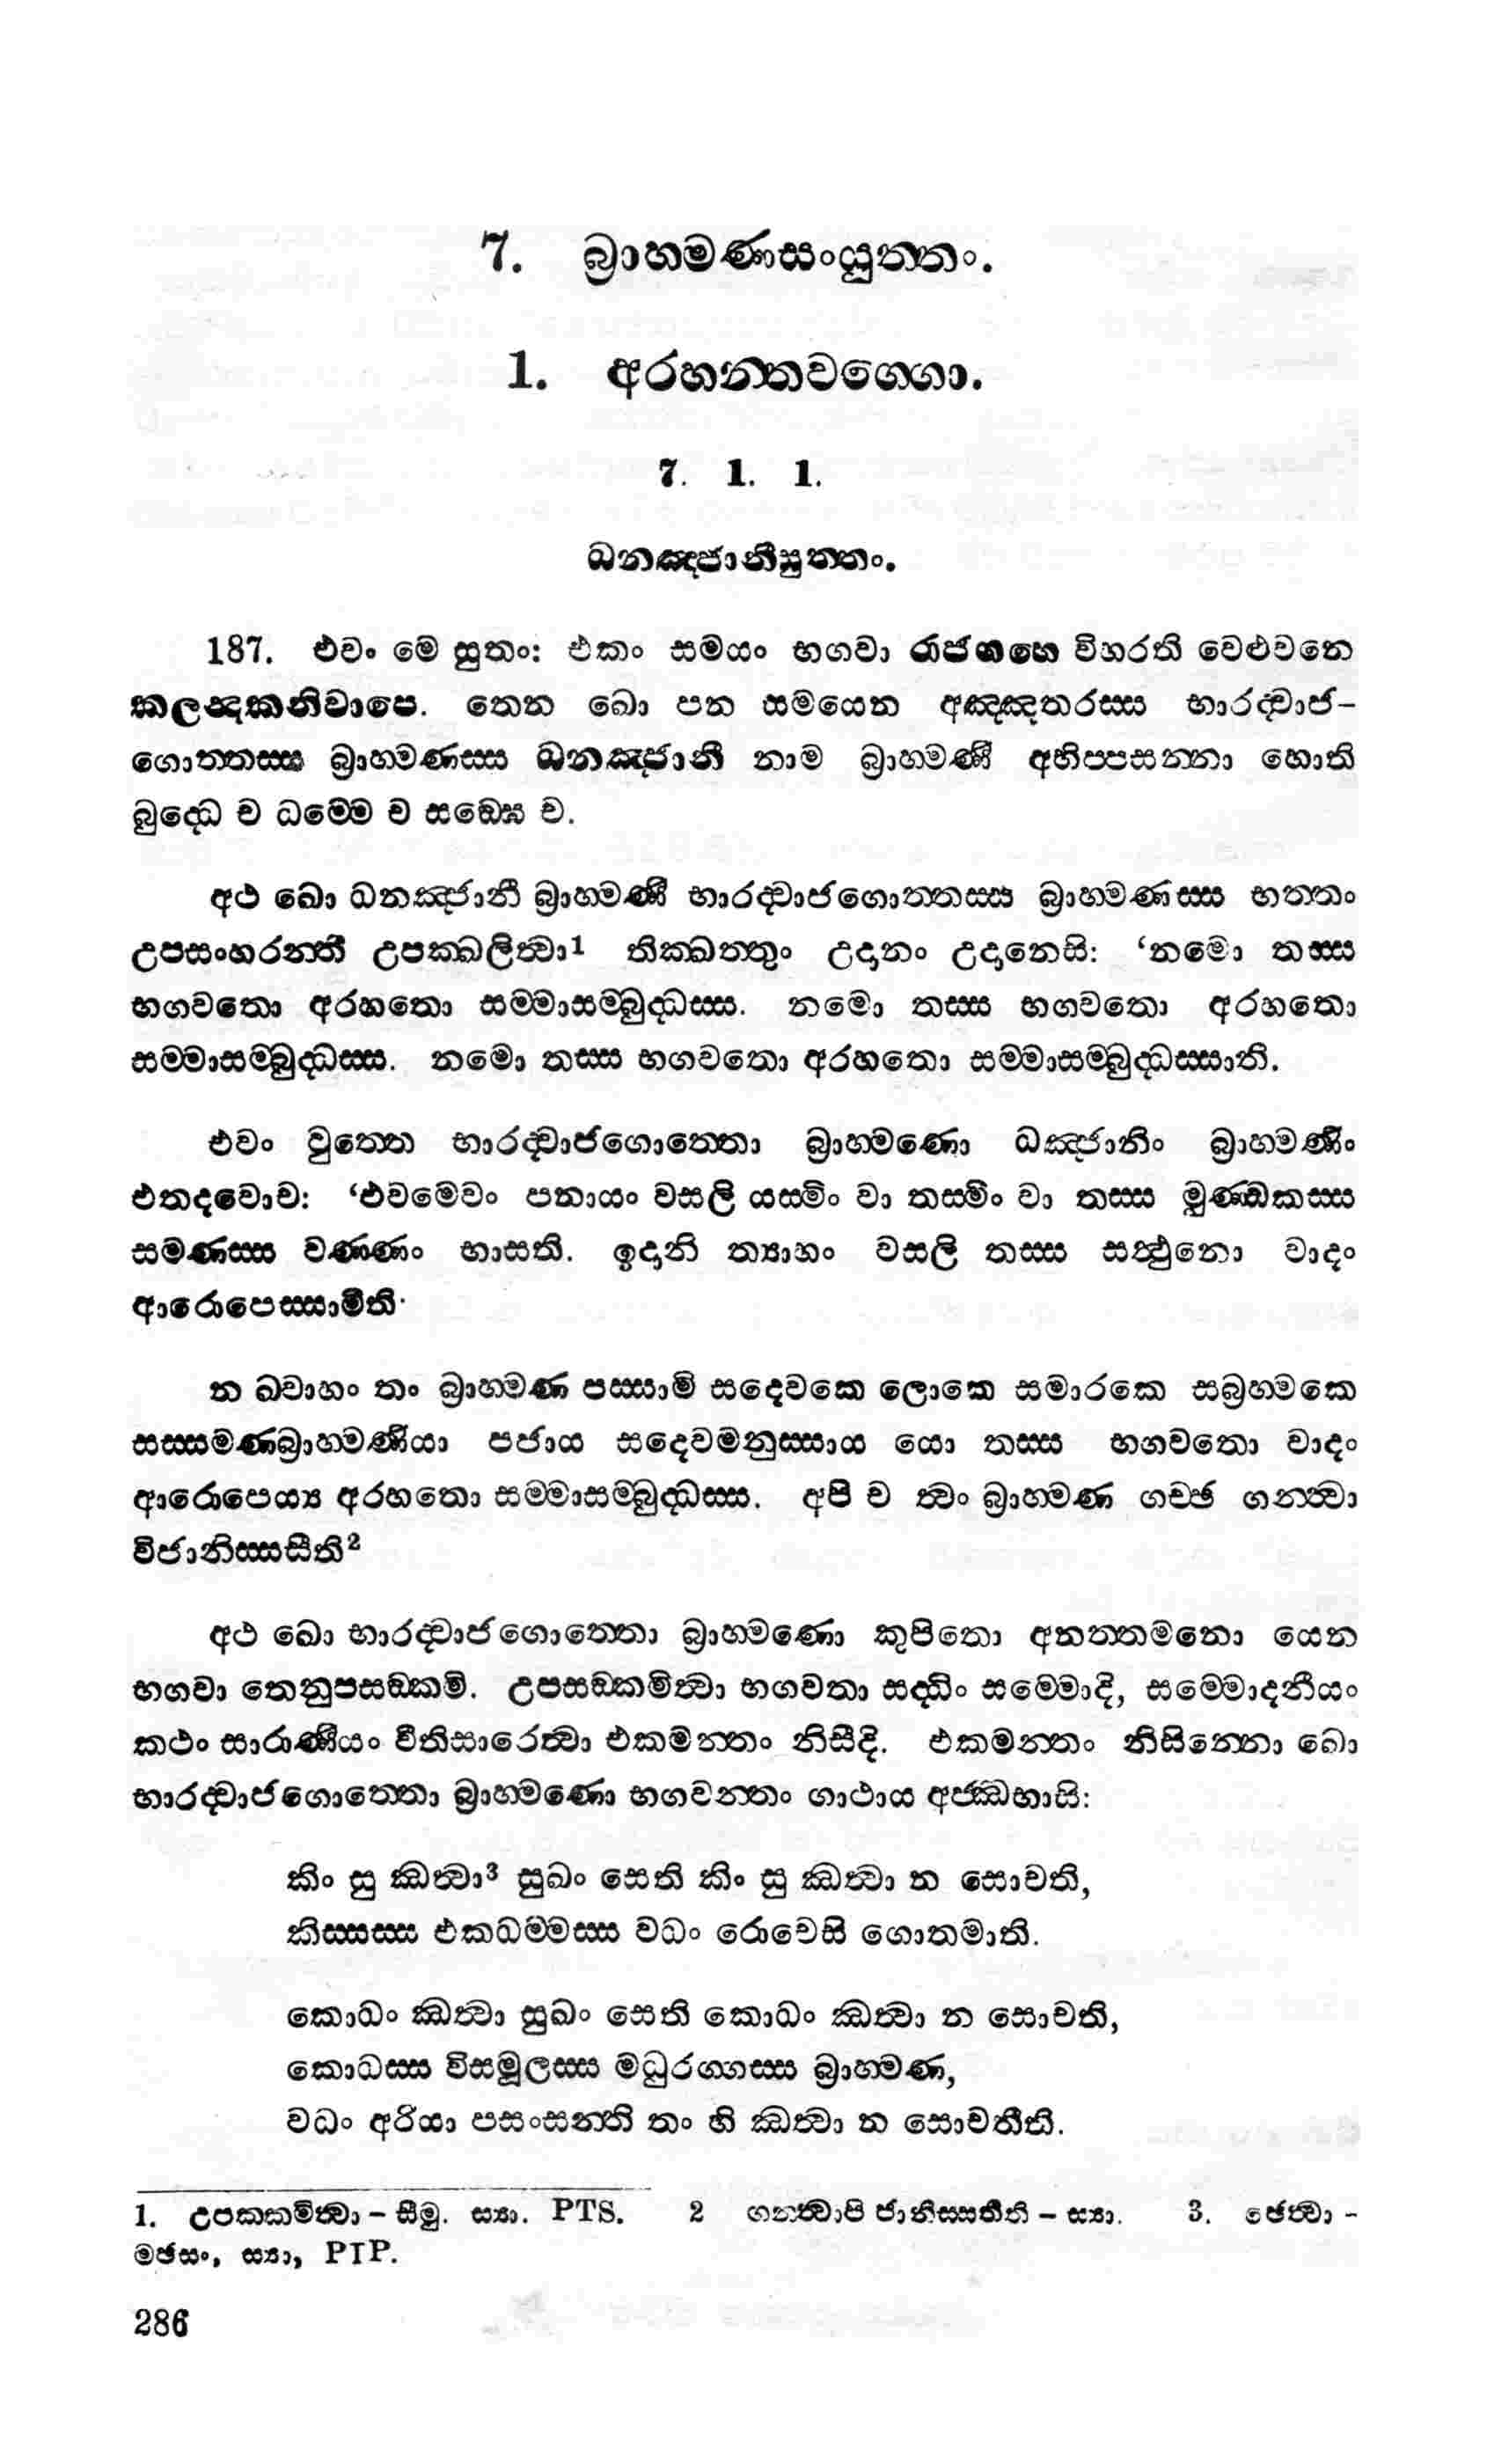 7. බ්‍රාහමණසංයුත‍්තං.
1. අරහන‍්තවග‍්ගො.
7. 1. 1.
ධනඤ‍්ජානීසුත‍්තං.
187. එවං මේ සුතං: එකං සමයං භගවා රාජගහෙ විහරති වෙළුවනෙ
කලන්‍දකනිවාපෙ. තෙන ඛො පන සමයෙන අඤ‍්ඤතරස‍්ස භාරද්‍වාජ-
ගොත‍්තස‍්ස බ්‍රාහමණස‍්ස ධනඤ‍්ජානී නාම බ්‍රාහමණී අභිප‍්පසන‍්නා හොති
බුද්‍ධෙ ච ධම‍්මෙ ච සඞ‍්ඝෙ ච.
අථ ඛො ධනඤ‍්ජානී බ්‍රාහමණී භාරද්‍වාජගොත‍්තස‍්ස බ්‍රාහමණස‍්ස භත‍්තං
උපසංහරන‍්තී උපක‍්ඛලිත්‍වා1 තික‍්ඛත‍්තුං උදානං උදානෙසි: ‘නමො තස‍්ස
භගවතො අරහතො සම‍්මාසම‍්බුද්‍ධස‍්ස. නමො තස‍්ස භගවතො අරහතො
සම‍්මාසම‍්බුද්‍ධස‍්ස. නමො තස‍්ස භගවතො අරහතො සම‍්මාසම‍්බුද්‍ධස‍්සාති.
එවං වුත‍්තෙ භාරද්‍වාජගොත‍්තො බ්‍රාහමණො ධඤ‍්ජානිං බ්‍රාහමණිං
එතදවොච: ‘එවමෙවං පනායං වසලි යස‍්මිං වා තස‍්මිං වා තස‍්ස මුණ‍්ඩකස‍්ස
සමණස‍්ස වණ‍්ණං භාසති. ඉදානි ත්‍යාහං වසලි තස‍්ස සත්‍ථුනො වාදං
ආරොපෙස‍්සාමීති.
න ඛ්වාහං තං බ්‍රාහමණ පස‍්සාමි සදෙවකෙ ලොකෙ සමාරකෙ සබ්‍රහමකෙ
සස‍්සමණබ්‍රාහමණියා පජාය සදෙවමනුස‍්සාය යො තස‍්ස භගවතො වාදං
ආරොපෙය්‍ය අරහතො සම‍්මාසම‍්බුද්‍ධස‍්ස. අපි ච ත්‍වං බ්‍රාහමණ ගච‍්ඡ ගන්‍ත්‍වා
විජානිස‍්සසීති2
අථ ඛො භාරද්‍වාජගොත‍්තො බ්‍රාහමණො කුපිතො අනත‍්තමනො යෙන
භගවා තෙනුපසඞ‍්කමි. උපසඞ‍්කමිත්‍වා භගවතා සද්‍ධිං සම‍්මොදි, සම‍්මොදනීයං
කථං සාරාණීයං වීතිසාරෙත්‍වා එකමන‍්තං නිසීදි. එකමන‍්තං නිසින‍්නො ඛො
භාරද්‍වාජගොත‍්තො බ්‍රාහමණො භගවන‍්තං ගාථාය අජ‍්ඣභාසි:
කිං සු ඣත්‍වා3 සුඛං සෙති කිං සු ඣත්‍වා න සොචති,
කිස‍්සස‍්ස එකධම‍්මස‍්ස වධං රොචෙසි ගොතමාති.
කොධං ඣත්‍වා සුඛං සෙති කොධං ඣත්‍වා න සොචති,
කොධස‍්ස විසමූලස‍්ස මධුරග‍්ගස‍්ස බ්‍රාහමණ,
වධං අරියා පසංසන‍්ති තං හි ඣත්‍වා න සොචතීති.
1. උපක‍්කමිත්‍වා – සීමු. ස්‍යා. PTS. 2 ගන්‍ත්‍වාපි ජානිස‍්සතීති – ස්‍යා. 3. ඡෙත්‍වා -
මඡසං, ස්‍යා, PTP.
286